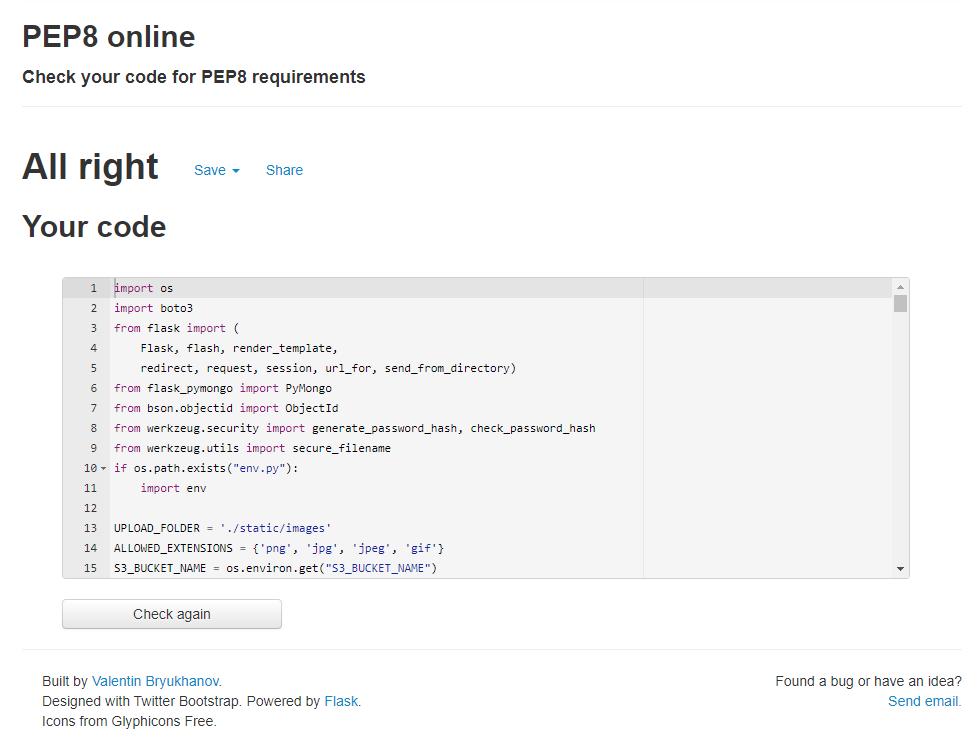 PEP8 online
Check your code for PEP8 requirements
All right Save Share
Your code
1 import os
2 import boto3
3 from flask import (
4     Flask, flash, render_template,
5     redirect, request, session, url_for, send_from_directory)
6 from flask_pymongo import PyMongo
7 from bson.objectid import ObjectId
8 from werkzeug.security import generate_password_hash, check_password_hash
9 from werkzeug.utils import secure_filename
10 if os.path.exists("env.py"):
11     import env
12
13 UPLOAD_FOLDER = './static/images'
14 ALLOWED_EXTENSIONS = {'png', 'jpg', 'jpeg', 'gif'}
15 S3_BUCKET_NAME = os.environ.get("S3_BUCKET_NAME")
Check again
Built by Valentin Bryukhanov. Found a bug or have an idea?
Designed with Twitter Bootstrap. Powered by Flask. Send email.
Icons from Glyphicons Free.